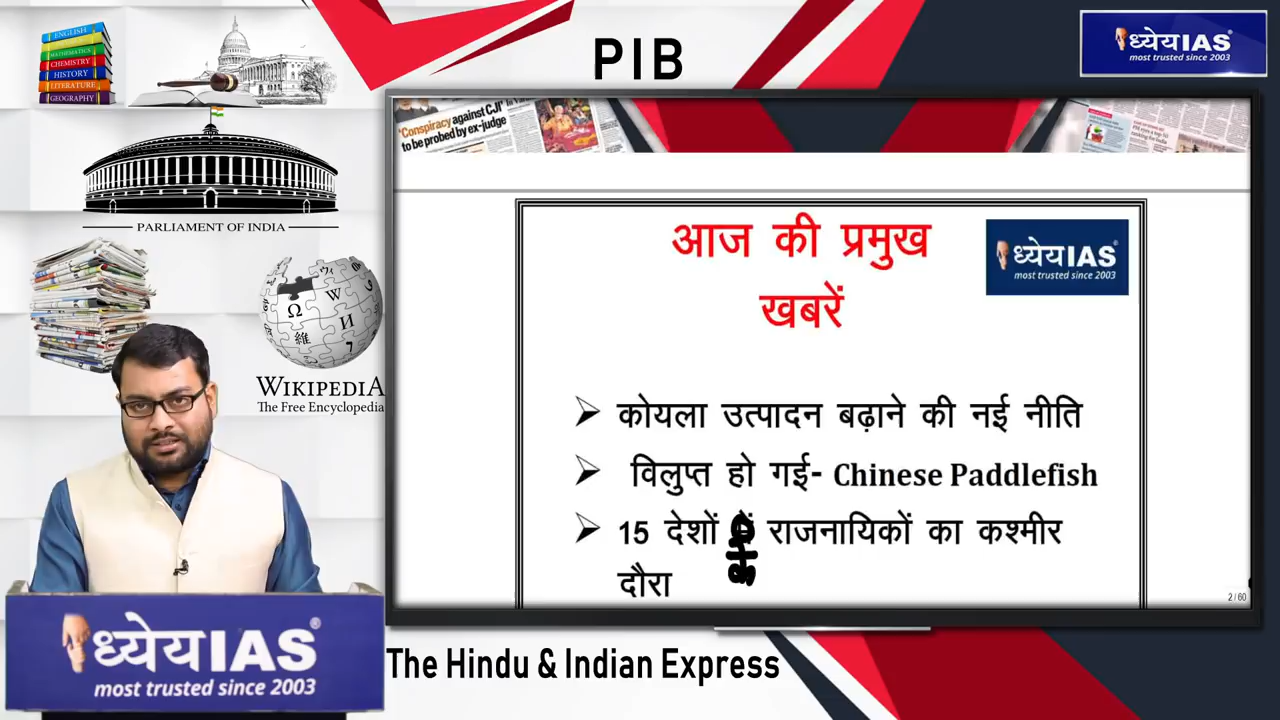 PIB
ध्येयIAS®
most trusted since 2003
ENGLISH
MATHEMATICS
CHEMISTRY
HISTORY
LITERATURE
GEOGRAPHY
'Conspiracy against CJI'
to be probed by ex-judge
PARLIAMENT OF INDIA
Ω
W
И
維
WIKIPEDIA
The Free Encyclopedia
आज की प्रमुख
खबरें
ध्येयIAS®
most trusted since 2003
➢ कोयला उत्पादन बढ़ाने की नई नीति
➢ विलुप्त हो गई- Chinese Paddlefish
➢ 15 देशों राजनायिकों का कश्मीर
दौरा
2 / 60
ध्येयIAS®
most trusted since 2003
The Hindu & Indian Express